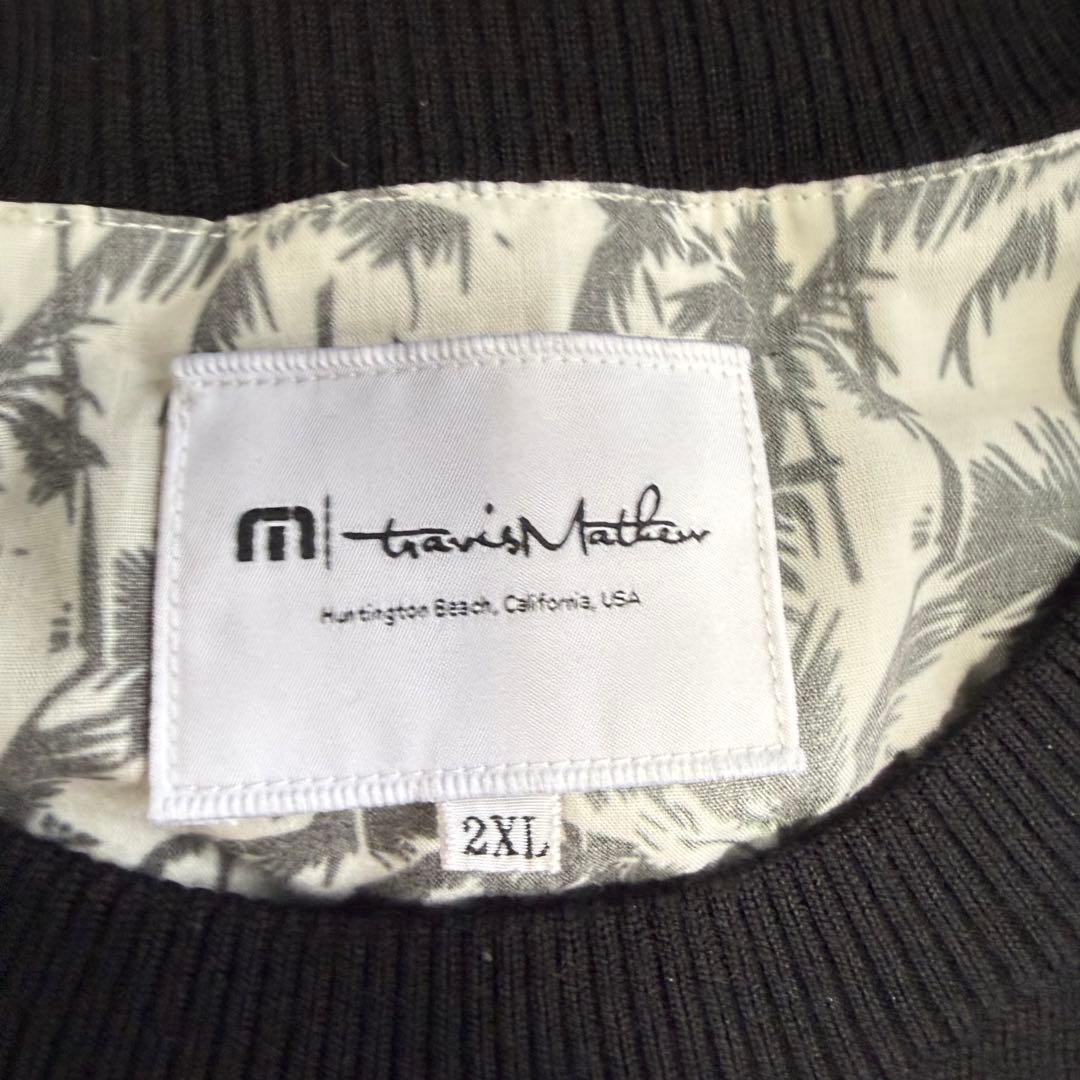 travisMathew
Huntington Beach, California, USA
2XL